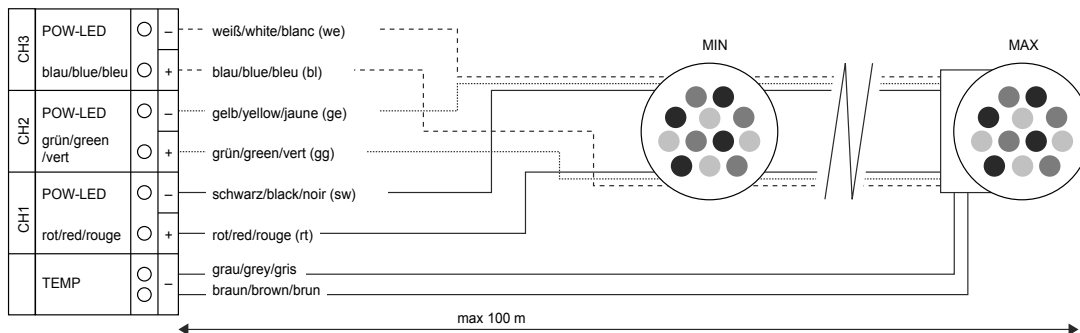 CH3
POW-LED
– weiß/white/blanc (we)
blau/blue/bleu
+ blau/blue/bleu (bl)
CH2
POW-LED
– gelb/yellow/jaune (ge)
grün/green
/vert
+ grün/green/vert (gg)
CH1
POW-LED
– schwarz/black/noir (sw)
rot/red/rouge
+ rot/red/rouge (rt)
TEMP
–
grau/grey/gris
braun/brown/brun
MIN
MAX
max 100 m